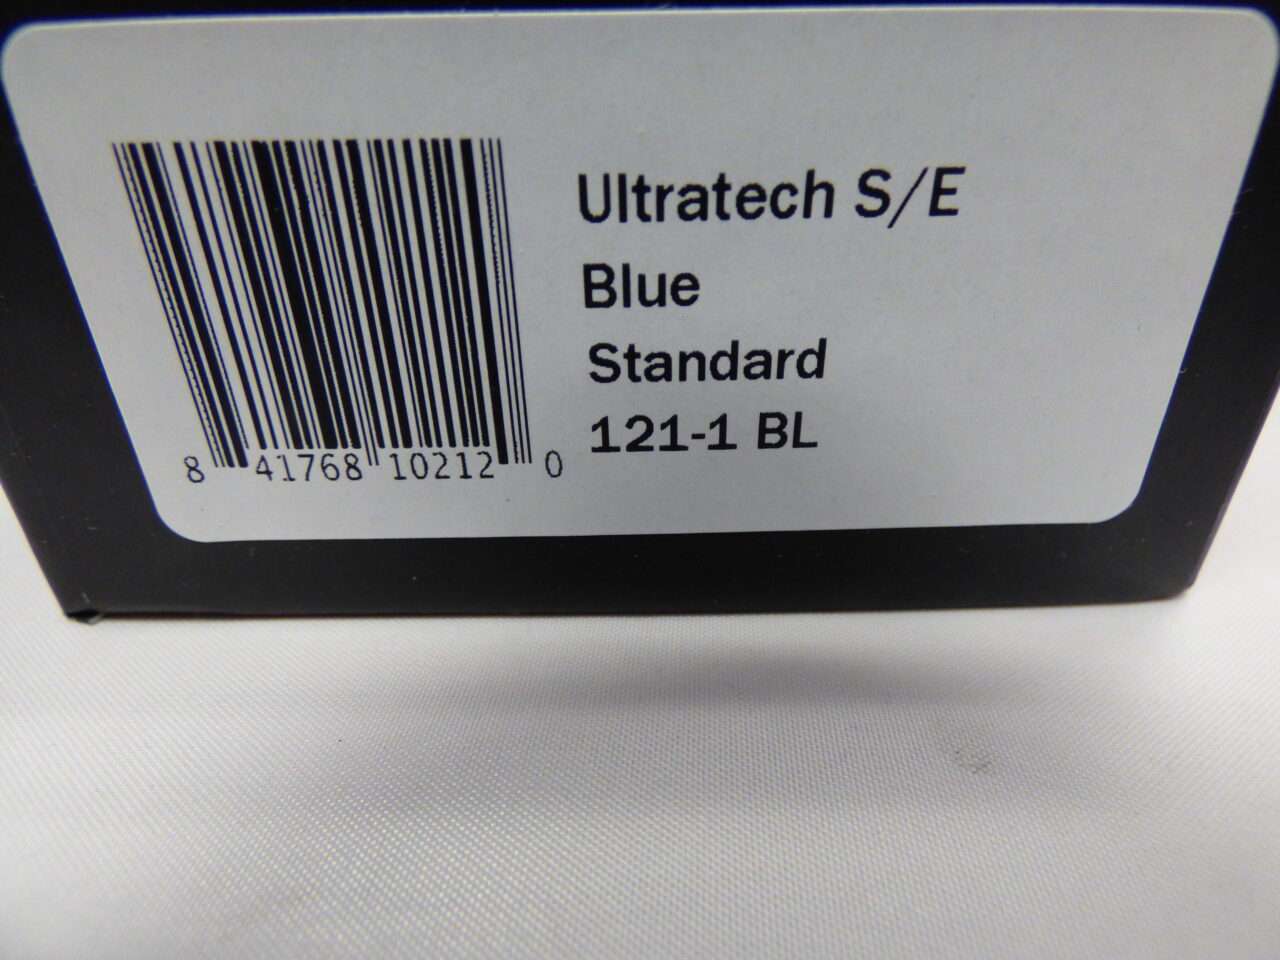 Ultratech S/E
Blue
Standard
121-1 BL
8 41768 10212 0